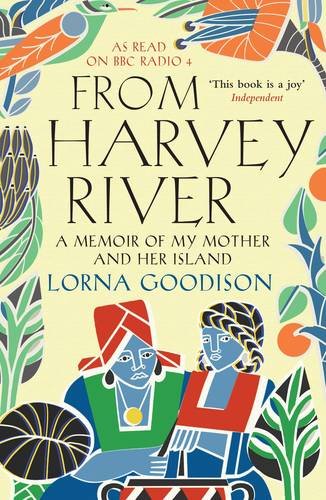 AS READ
ON BBC RADIO 4
'This book is a joy'
Independent
FROM
HARVEY
RIVER
A MEMOIR OF MY MOTHER
AND HER ISLAND
LORNA GOODISON